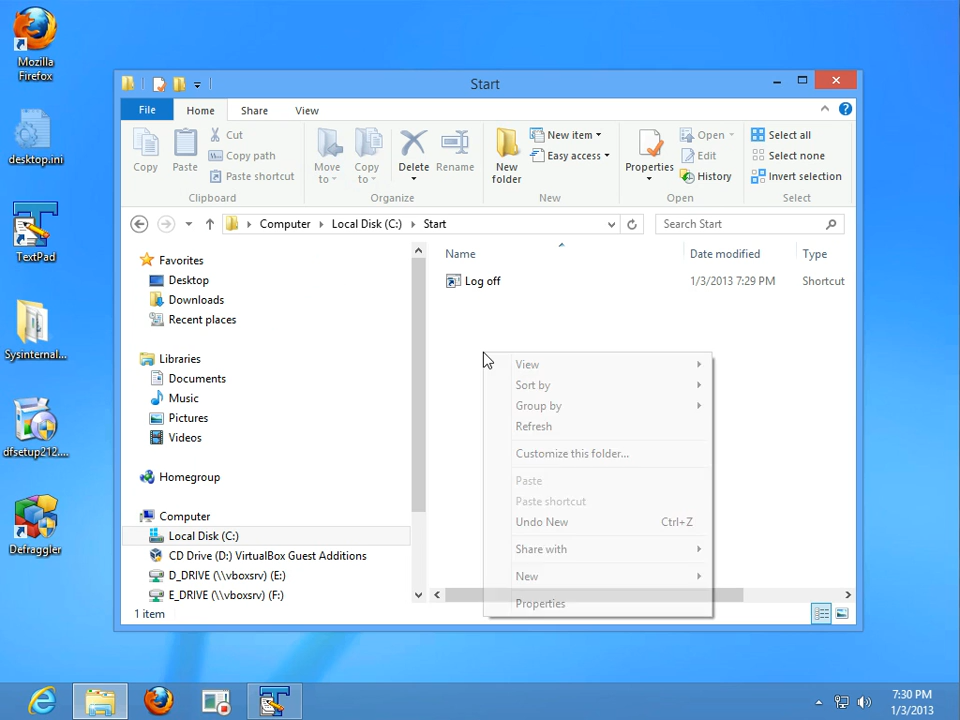 Mozilla
Firefox
desktop.ini
TextPad
Sysinternal...
dfsetup212....
Defraggler
Start
File
Home
Share
View
Copy
Paste
Cut
Copy path
Paste shortcut
Clipboard
Move
to
Copy
to
Delete
Rename
Organize
New
folder
New item
Easy access
New
Properties
Open
Edit
History
Open
Select all
Select none
Invert selection
Select
Computer
Local Disk (C:)
Start
Search Start
Favorites
Desktop
Downloads
Recent places
Libraries
Documents
Music
Pictures
Videos
Homegroup
Computer
Local Disk (C:)
CD Drive (D:) VirtualBox Guest Additions
D_DRIVE (\\vboxsrv) (E:)
E_DRIVE (\\vboxsrv) (F:)
Name
Date modified
Type
Log off
1/3/2013 7:29 PM
Shortcut
View
Sort by
Group by
Refresh
Customize this folder...
Paste
Paste shortcut
Undo New
Ctrl+Z
Share with
New
Properties
1 item
7:30 PM
1/3/2013